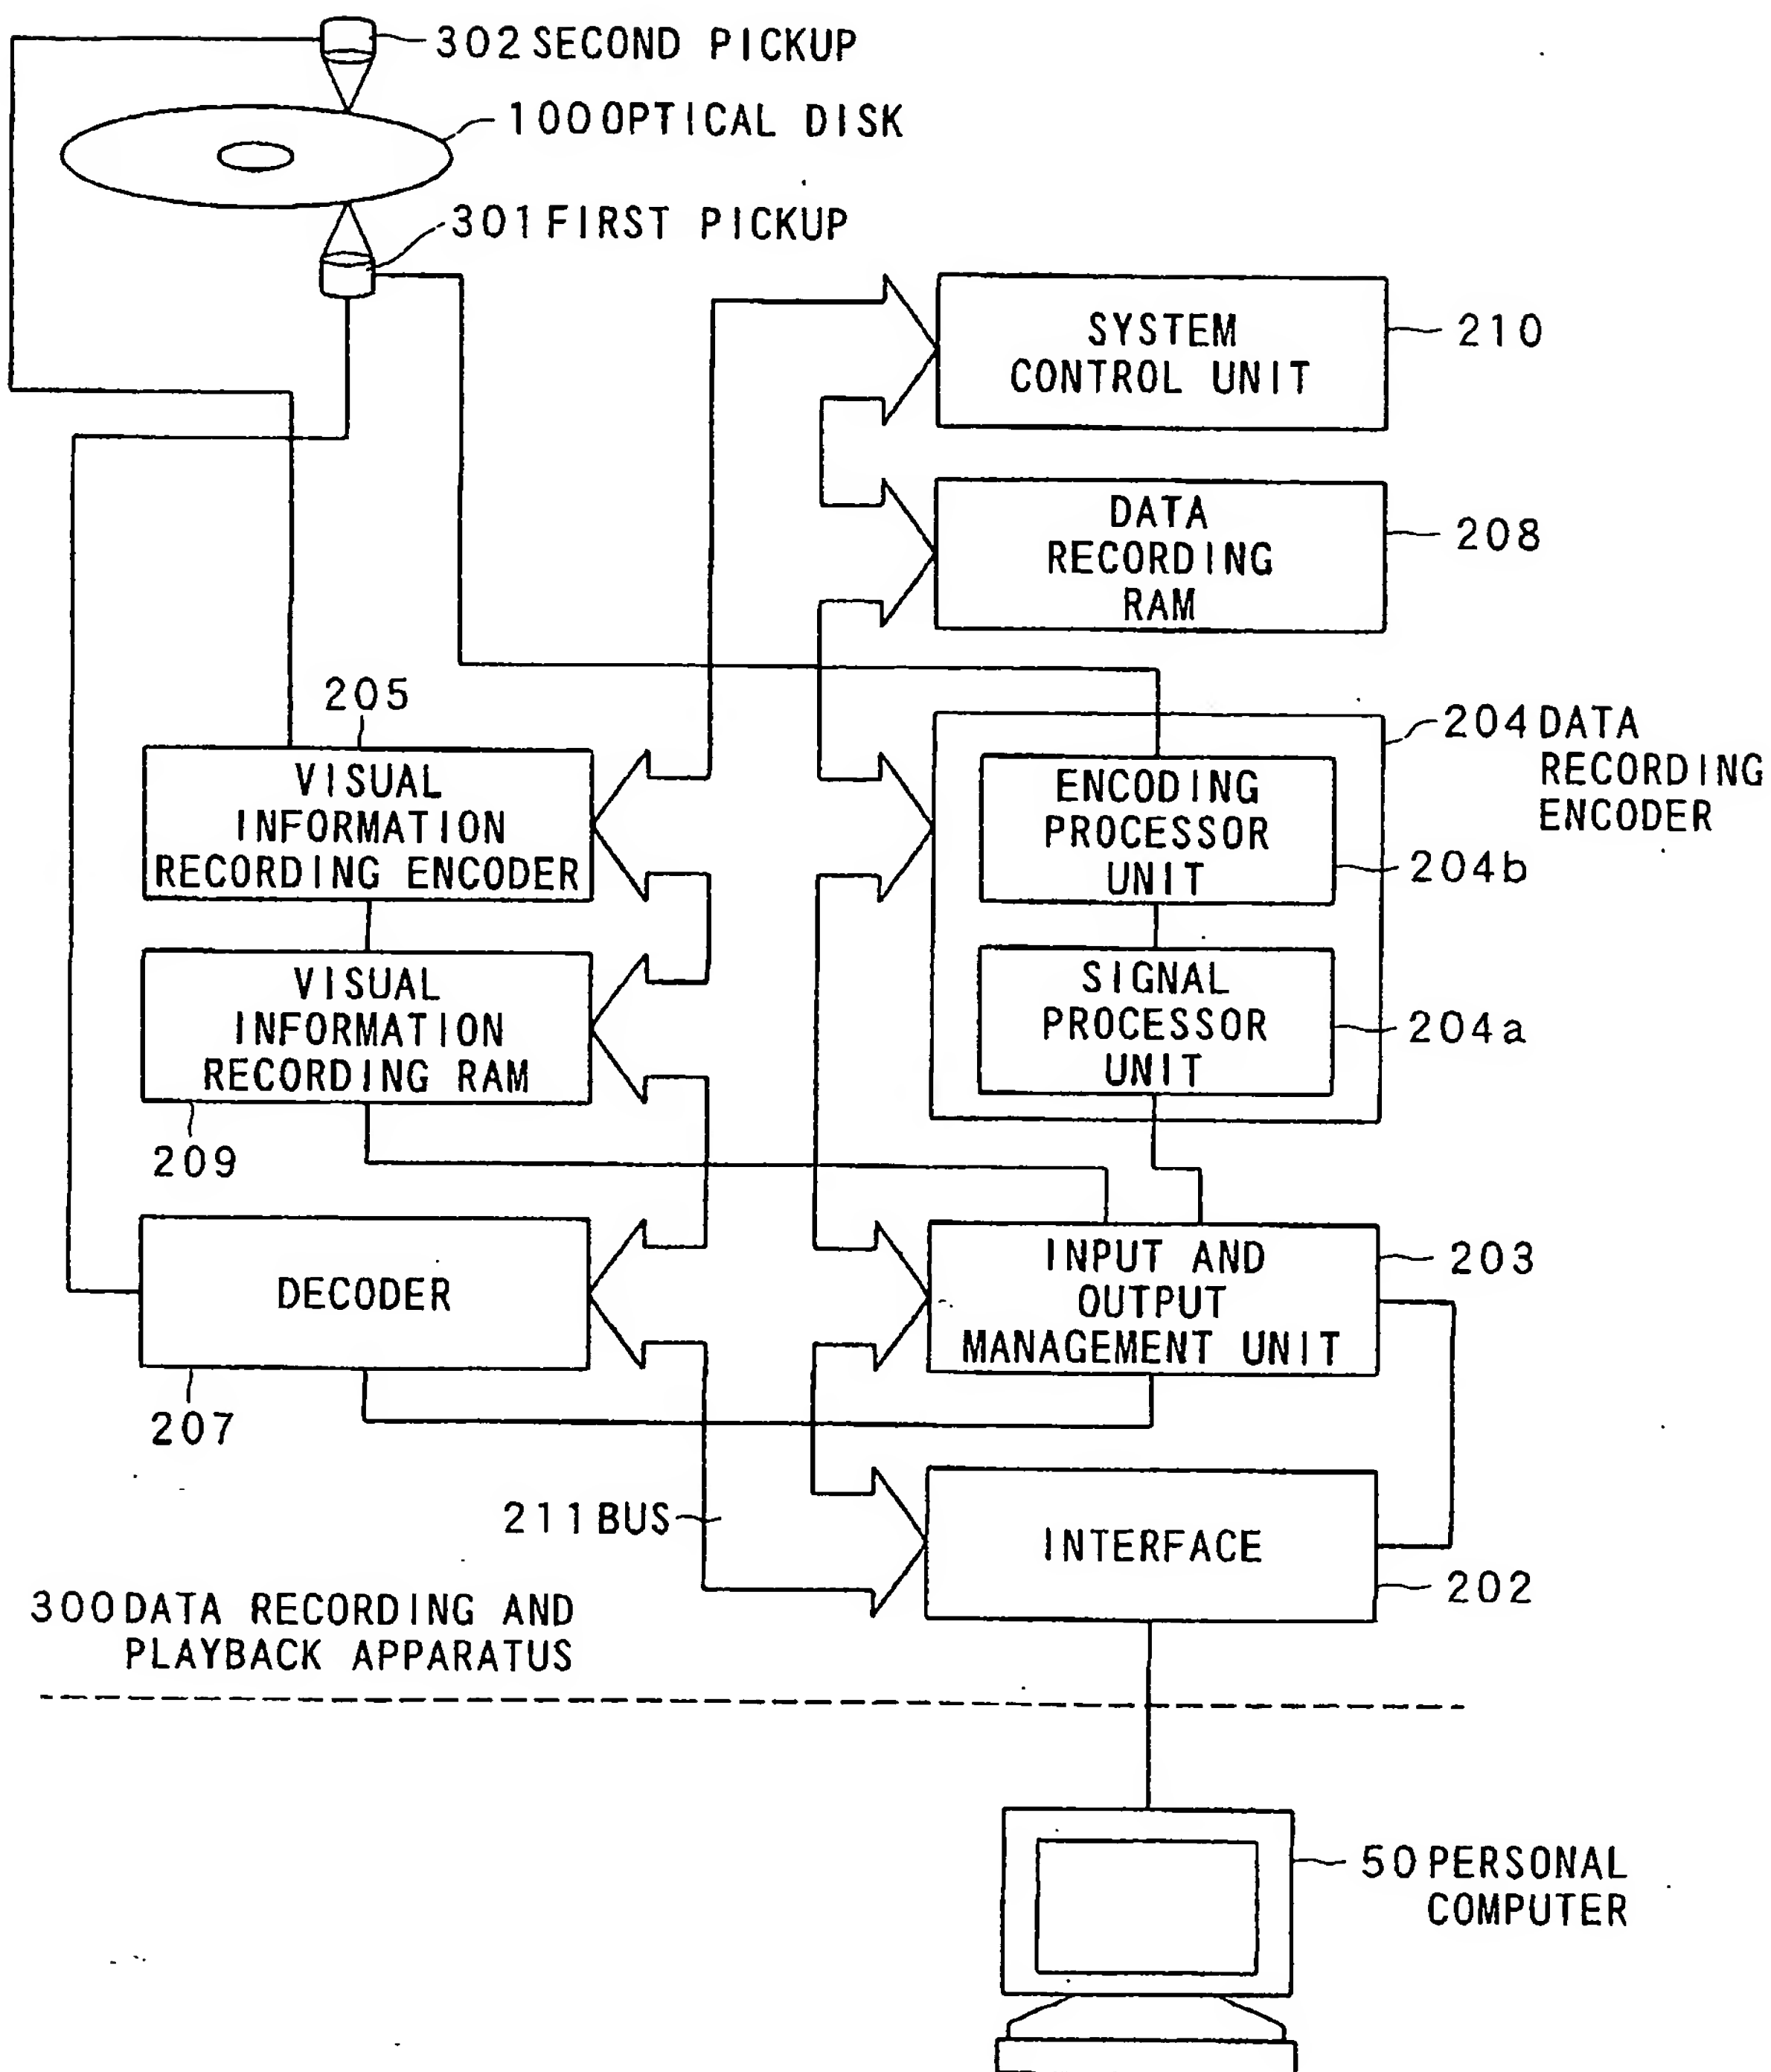 302 SECOND PICKUP
100 OPTICAL DISK
301 FIRST PICKUP
SYSTEM
CONTROL UNIT
210
DATA
RECORDING
RAM
208
205
VISUAL
INFORMATION
RECORDING ENCODER
204 DATA
RECORDING
ENCODER
ENCODING
PROCESSOR
UNIT
204b
VISUAL
INFORMATION
RECORDING RAM
209
SIGNAL
PROCESSOR
UNIT
204a
DECODER
207
INPUT AND
OUTPUT
MANAGEMENT UNIT
203
211 BUS
INTERFACE
202
300 DATA RECORDING AND
PLAYBACK APPARATUS
50 PERSONAL
COMPUTER